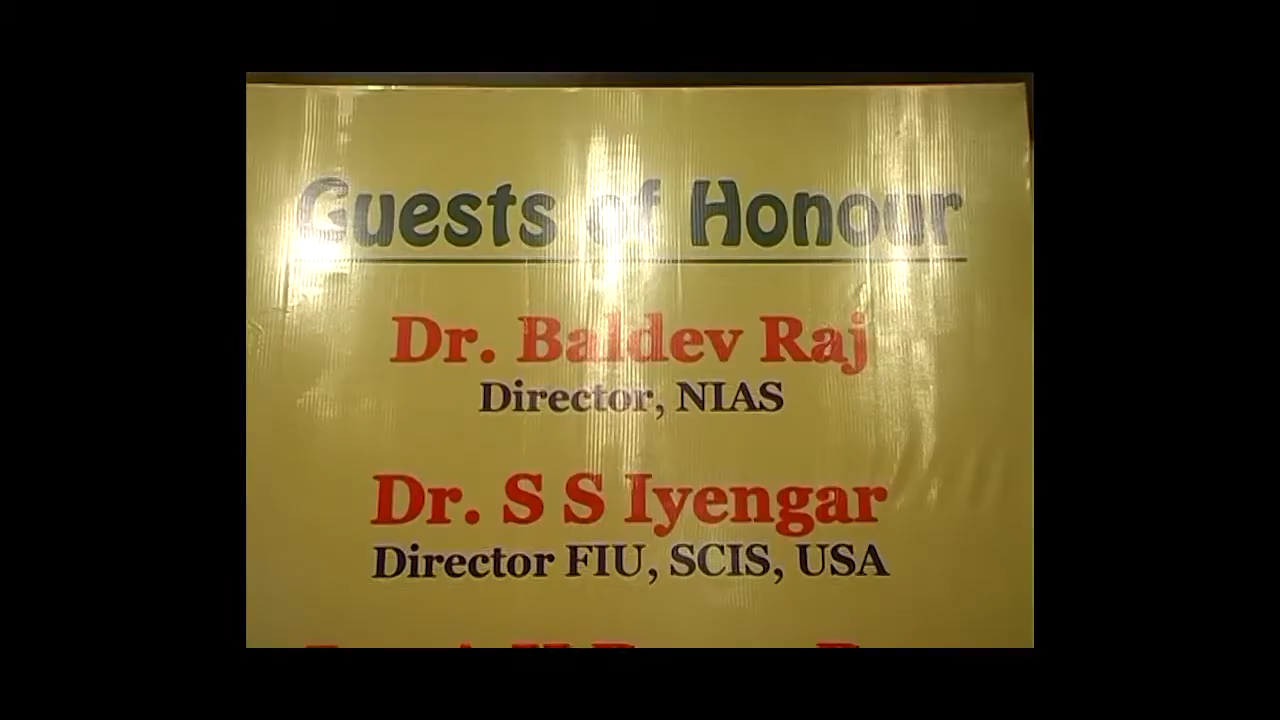 Guests of Honour
Dr. Baldev Raj
Director, NIAS
Dr. S S Iyengar
Director FIU, SCIS, USA